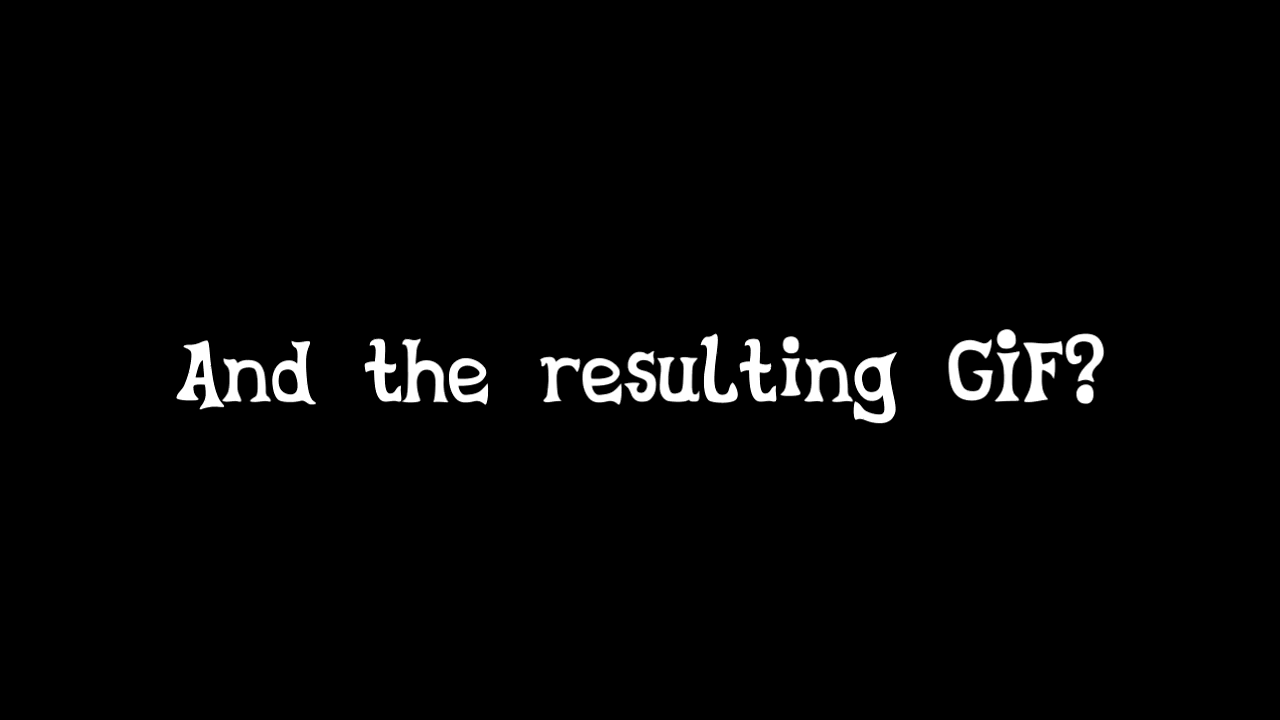 And the resulting GiF?